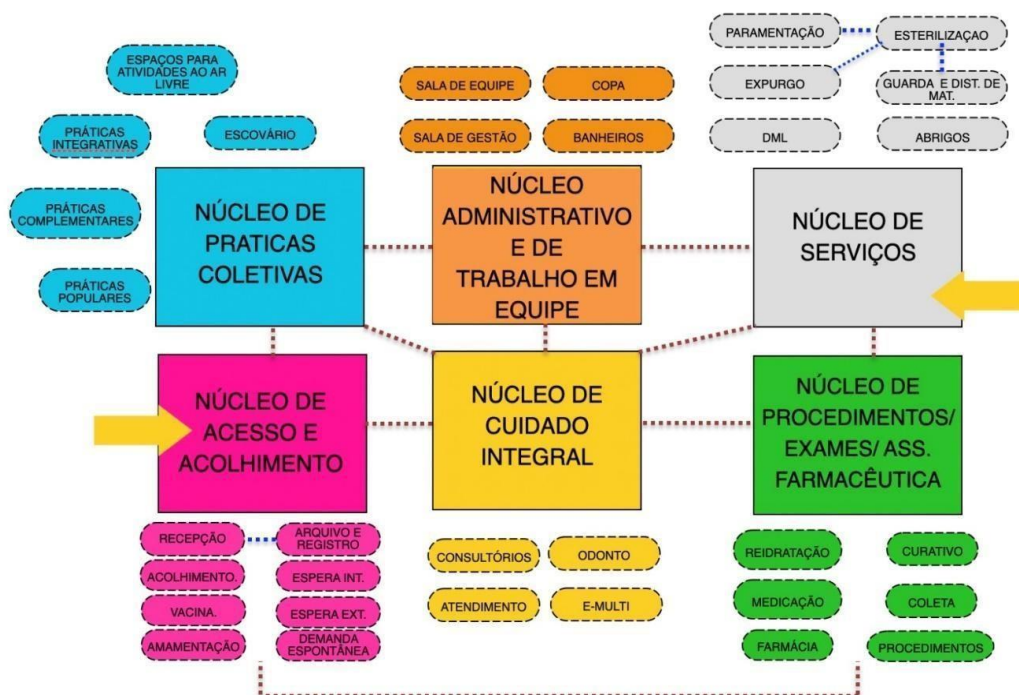 ESPAÇOS PARA
ATIVIDADES AO AR
LIVRE
PRÁTICAS
INTEGRATIVAS
ESCOVÁRIO
PRÁTICAS
COMPLEMENTARES
PRÁTICAS
POPULARES
NÚCLEO DE
PRATICAS
COLETIVAS
SALA DE EQUIPE
COPA
SALA DE GESTÃO
BANHEIROS
NÚCLEO
ADMINISTRATIVO
E DE
TRABALHO EM
EQUIPE
PARAMENTAÇÃO
ESTERILIZAÇAO
EXPURGO
GUARDA E DIST. DE
MAT.
DML
ABRIGOS
NÚCLEO DE
SERVIÇOS
NÚCLEO DE
ACESSO E
ACOLHIMENTO
NÚCLEO DE
CUIDADO
INTEGRAL
NÚCLEO DE
PROCEDIMENTOS/
EXAMES/ ASS.
FARMACÊUTICA
RECEPÇÃO
ARQUIVO E
REGISTRO
ACOLHIMENTO.
ESPERA INT.
VACINA.
ESPERA EXT.
AMAMENTAÇÃO
DEMANDA
ESPONTÂNEA
CONSULTÓRIOS
ODONTO
ATENDIMENTO
E-MULTI
REIDRATAÇÃO
CURATIVO
MEDICAÇÃO
COLETA
FARMÁCIA
PROCEDIMENTOS